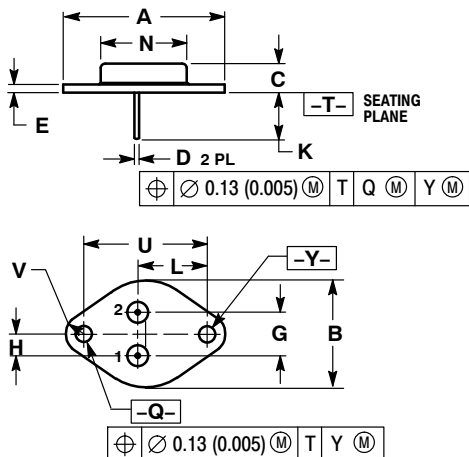 A
N
C
E
–T– SEATING
PLANE
D 2 PL
K
⌖ ∅ 0.13 (0.005) Ⓜ T Q Ⓜ Y Ⓜ
U
V
L
–Y–
2
H
G
B
1
–Q–
⌖ ∅ 0.13 (0.005) Ⓜ T Y Ⓜ